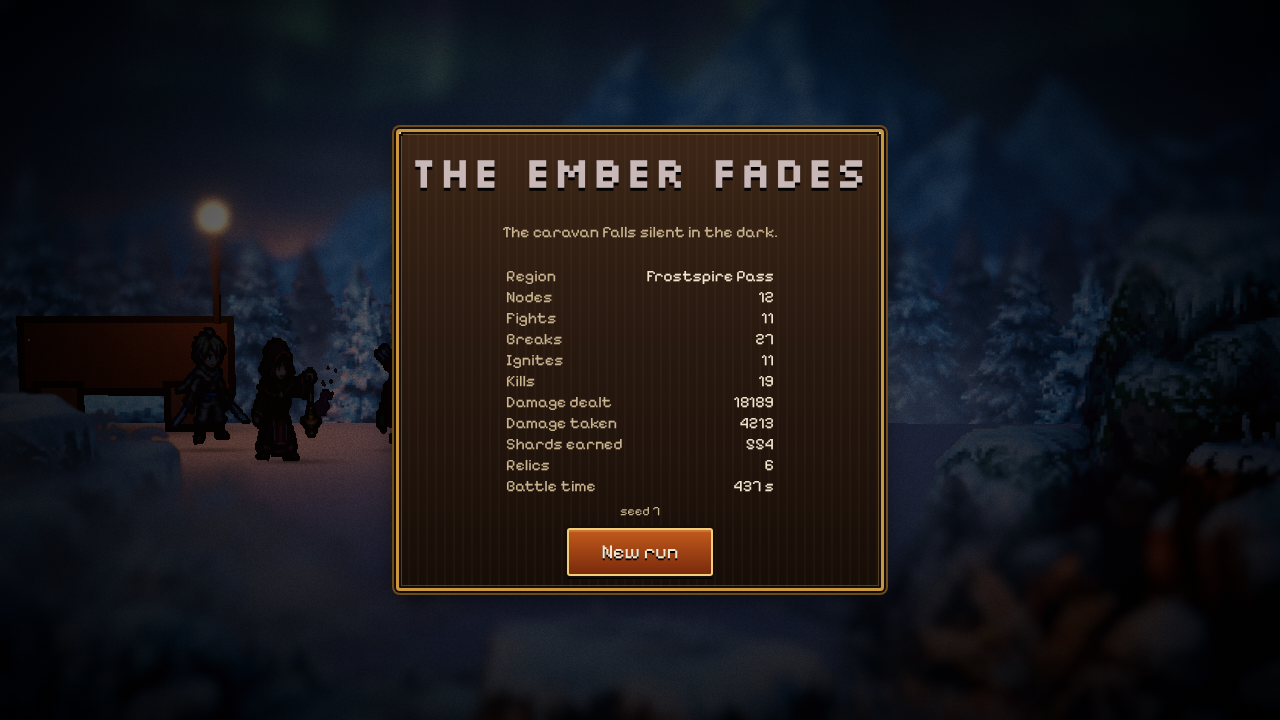 THE EMBER FADES
The caravan falls silent in the dark.
Region Frostspire Pass
Nodes 12
Fights 11
Breaks 27
Ignites 11
Kills 19
Damage dealt 18189
Damage taken 4213
Shards earned 884
Relics 6
Battle time 437 s
seed 7
New run